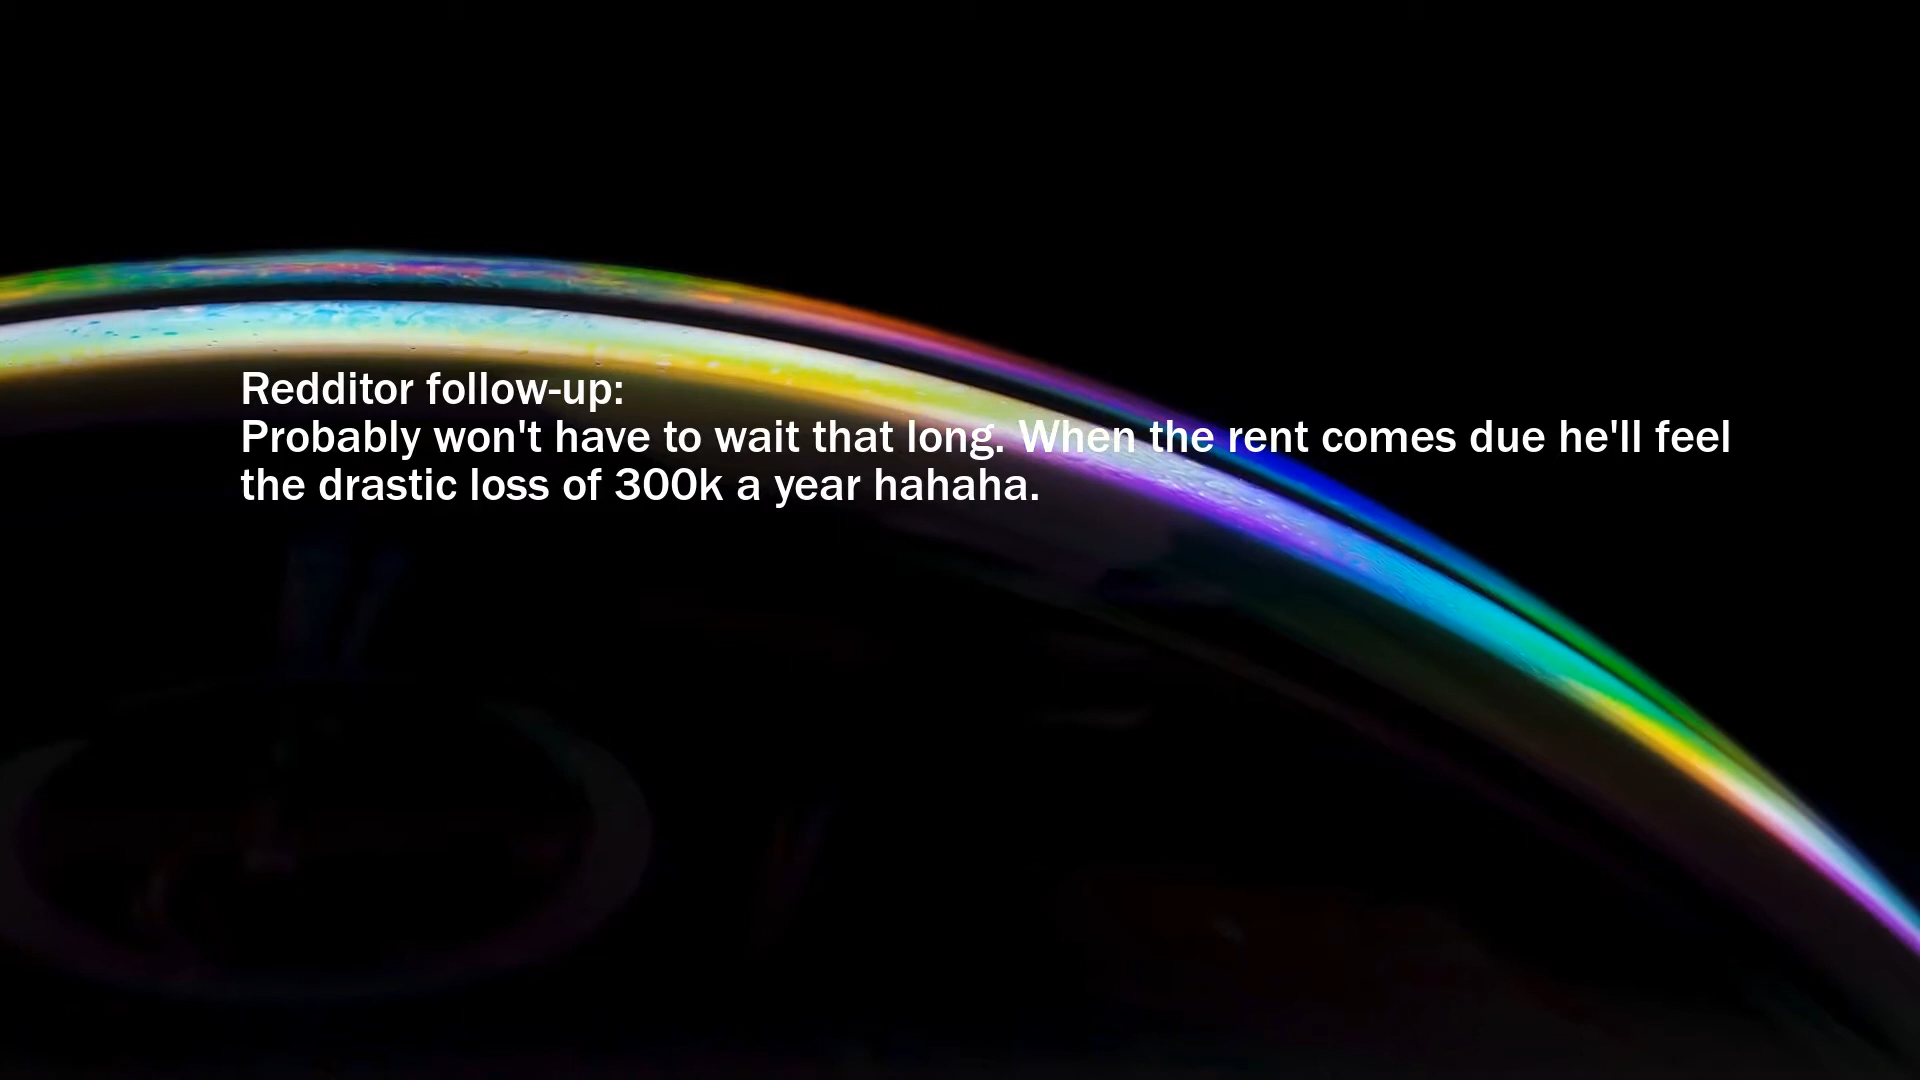 Redditor follow-up:
Probably won't have to wait that long. When the rent comes due he'll feel
the drastic loss of 300k a year hahaha.